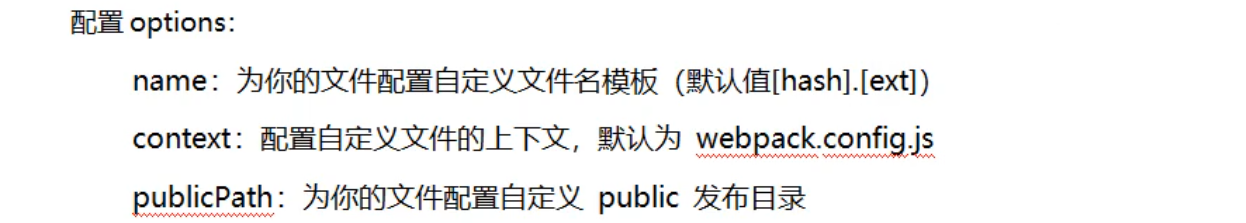 配置 options：
name：为你的文件配置自定义文件名模板（默认值[hash].[ext]）
context：配置自定义文件的上下文，默认为 webpack.config.js
publicPath：为你的文件配置自定义 public 发布目录